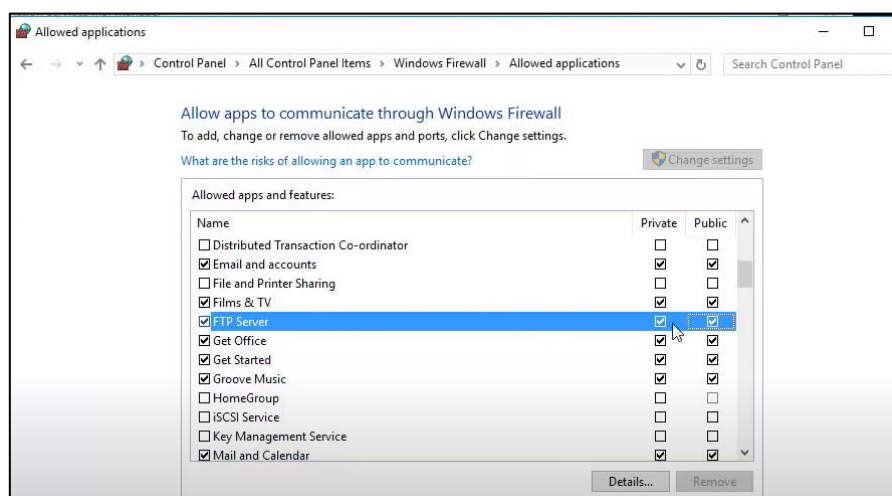 Allowed applications
Control Panel > All Control Panel Items > Windows Firewall > Allowed applications
Search Control Panel
Allow apps to communicate through Windows Firewall
To add, change or remove allowed apps and ports, click Change settings.
What are the risks of allowing an app to communicate?
Change settings
Allowed apps and features:
Name Private Public
Distributed Transaction Co-ordinator
Email and accounts
File and Printer Sharing
Films & TV
FTP Server
Get Office
Get Started
Groove Music
HomeGroup
iSCSI Service
Key Management Service
Mail and Calendar
Details... Remove